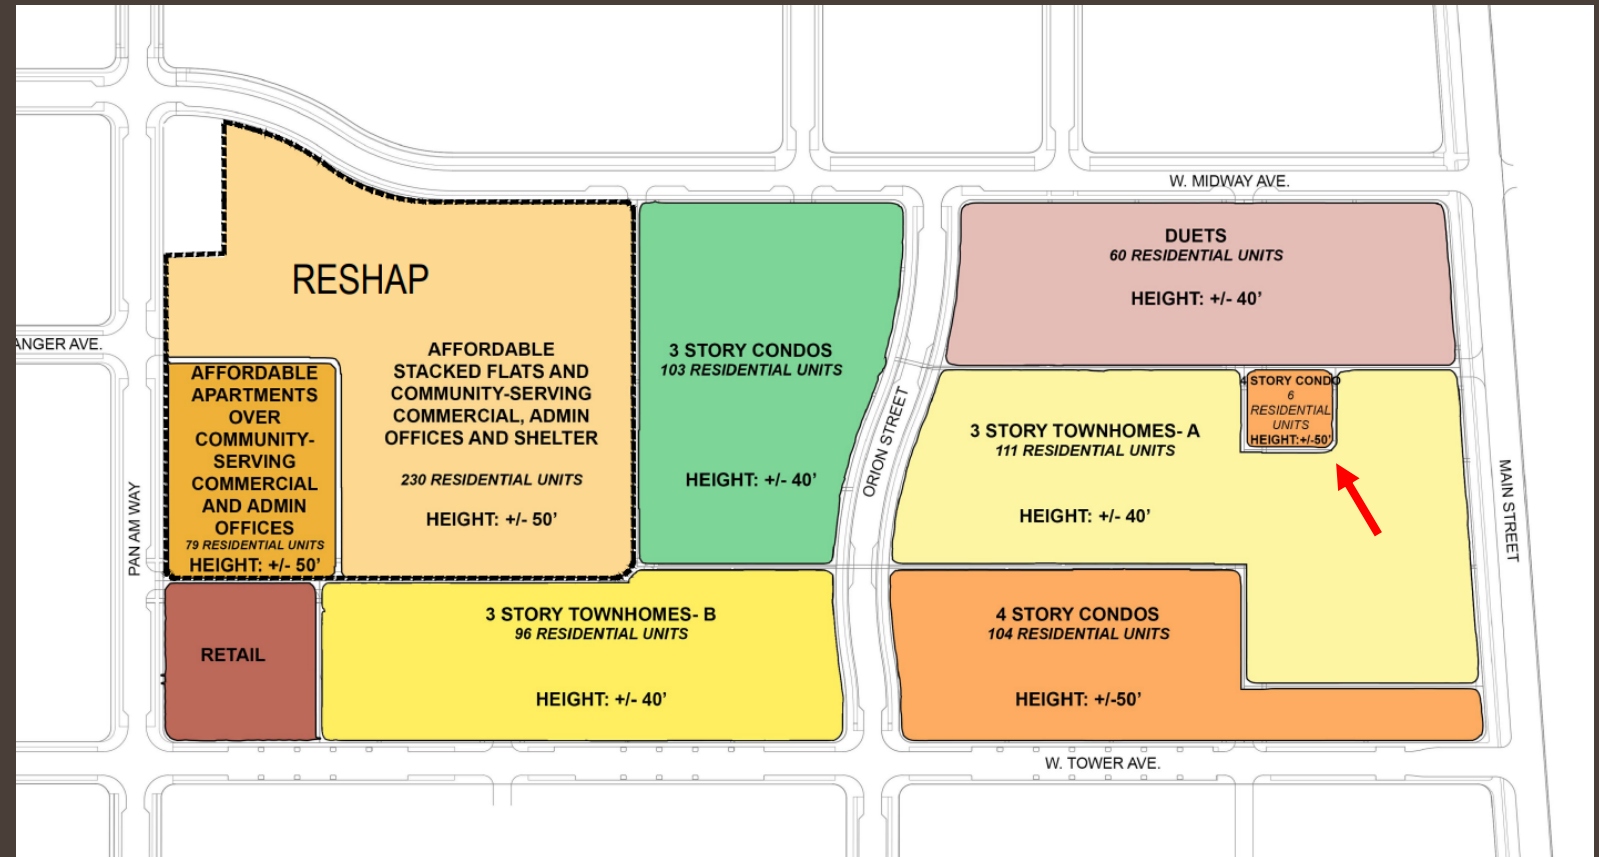 W. MIDWAY AVE.
RESHAP
ANGER AVE.
AFFORDABLE
STACKED FLATS AND
COMMUNITY-SERVING
COMMERCIAL, ADMIN
OFFICES AND SHELTER
230 RESIDENTIAL UNITS
HEIGHT: +/- 50’
AFFORDABLE
APARTMENTS
OVER
COMMUNITY-
SERVING
COMMERCIAL
AND ADMIN
OFFICES
79 RESIDENTIAL UNITS
HEIGHT: +/- 50’
PAN AM WAY
3 STORY CONDOS
103 RESIDENTIAL UNITS
HEIGHT: +/- 40’
ORION STREET
DUETS
60 RESIDENTIAL UNITS
HEIGHT: +/- 40’
3 STORY TOWNHOMES- A
111 RESIDENTIAL UNITS
HEIGHT: +/- 40’
4 STORY CONDO
6
RESIDENTIAL
UNITS
HEIGHT:+/-50’
MAIN STREET
RETAIL
3 STORY TOWNHOMES- B
96 RESIDENTIAL UNITS
HEIGHT: +/- 40’
4 STORY CONDOS
104 RESIDENTIAL UNITS
HEIGHT: +/-50’
W. TOWER AVE.